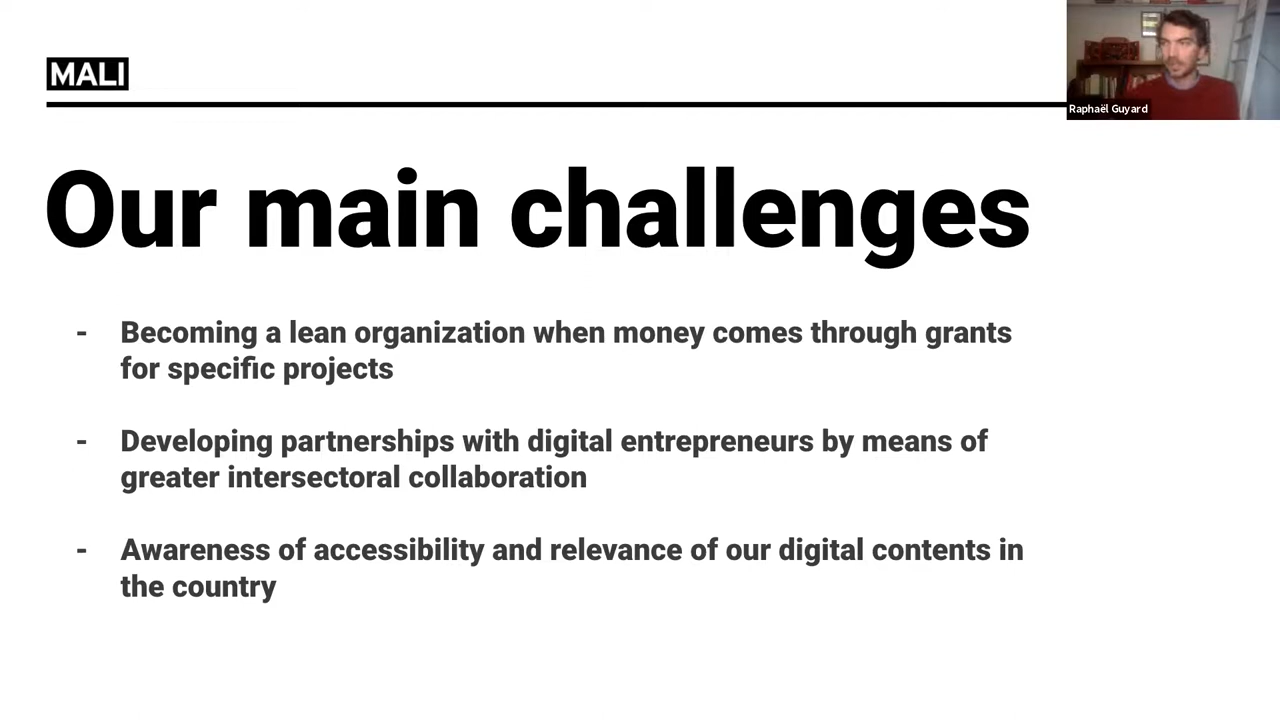 MALI
Raphaël Guyard
Our main challenges
- Becoming a lean organization when money comes through grants
for specific projects
- Developing partnerships with digital entrepreneurs by means of
greater intersectoral collaboration
- Awareness of accessibility and relevance of our digital contents in
the country